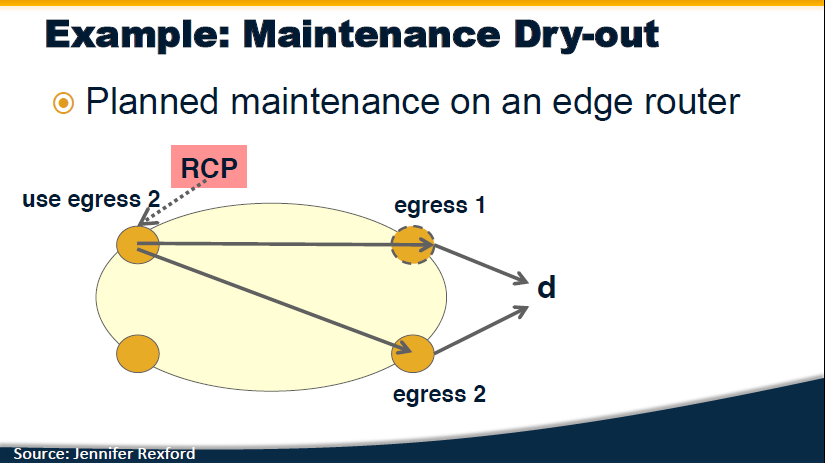 Example: Maintenance Dry-out
Planned maintenance on an edge router
RCP
use egress 2
egress 1
d
egress 2
Source: Jennifer Rexford